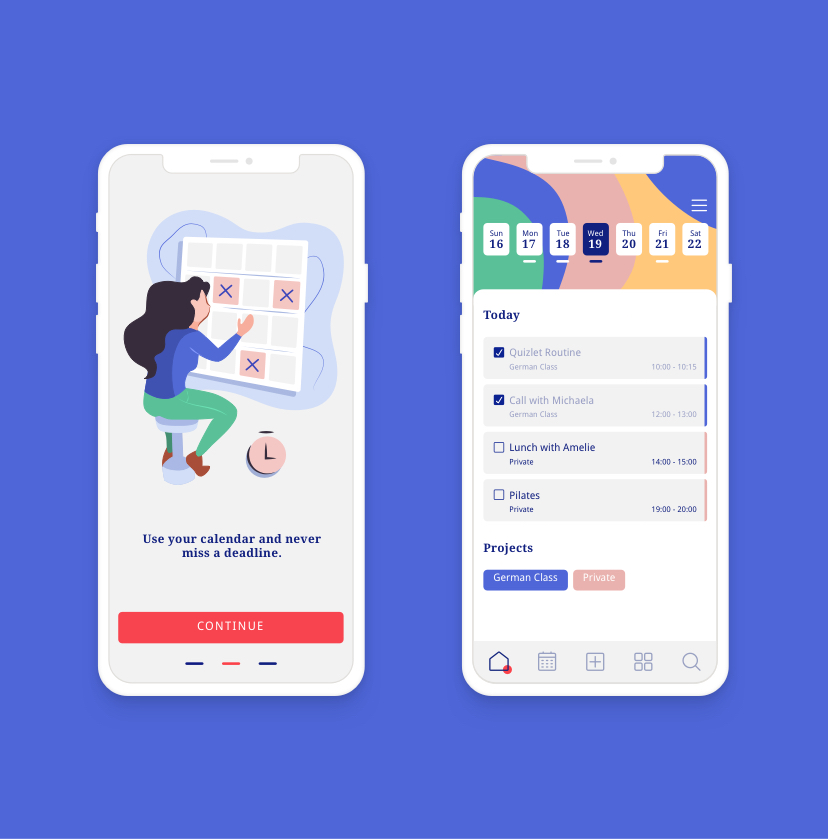 Use your calendar and never
miss a deadline.
CONTINUE
Sun Mon Tue Wed Thu Fri Sat
16 17 18 19 20 21 22
Today
Quizlet Routine
German Class 10:00 - 10:15
Call with Michaela
German Class 12:00 - 13:00
Lunch with Amelie
Private 14:00 - 15:00
Pilates
Private 19:00 - 20:00
Projects
German Class Private